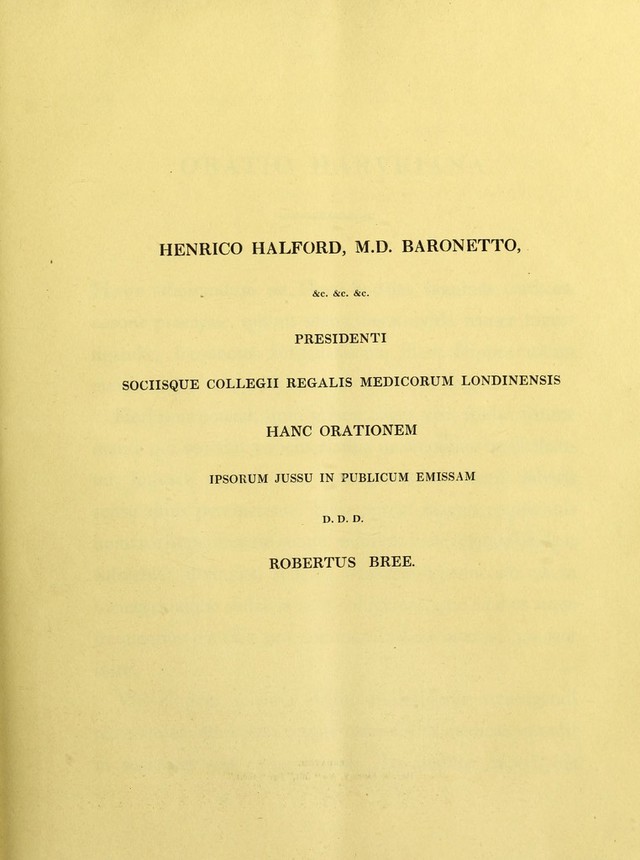 HENRICO HALFORD, M.D. BARONETTO,
&c. &c. &c.
PRESIDENTI
SOCIISQUE COLLEGII REGALIS MEDICORUM LONDINENSIS
HANC ORATIONEM
IPSORUM JUSSU IN PUBLICUM EMISSAM
D. D. D.
ROBERTUS BREE.